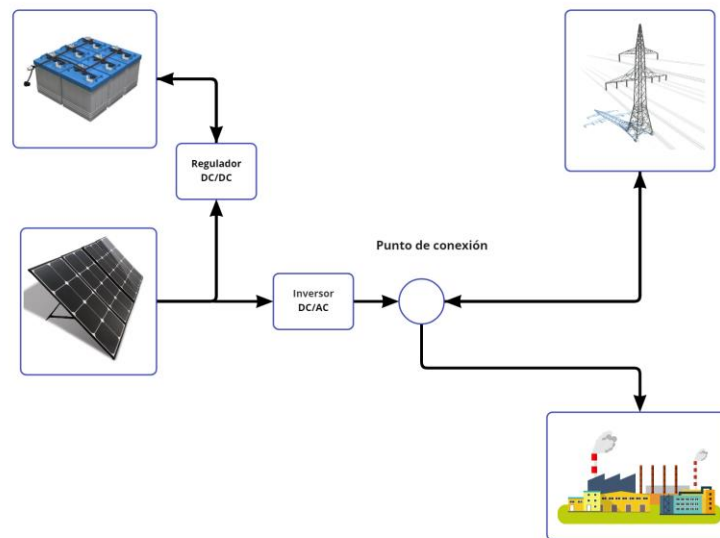 Regulador
DC/DC
Punto de conexión
Inversor
DC/AC